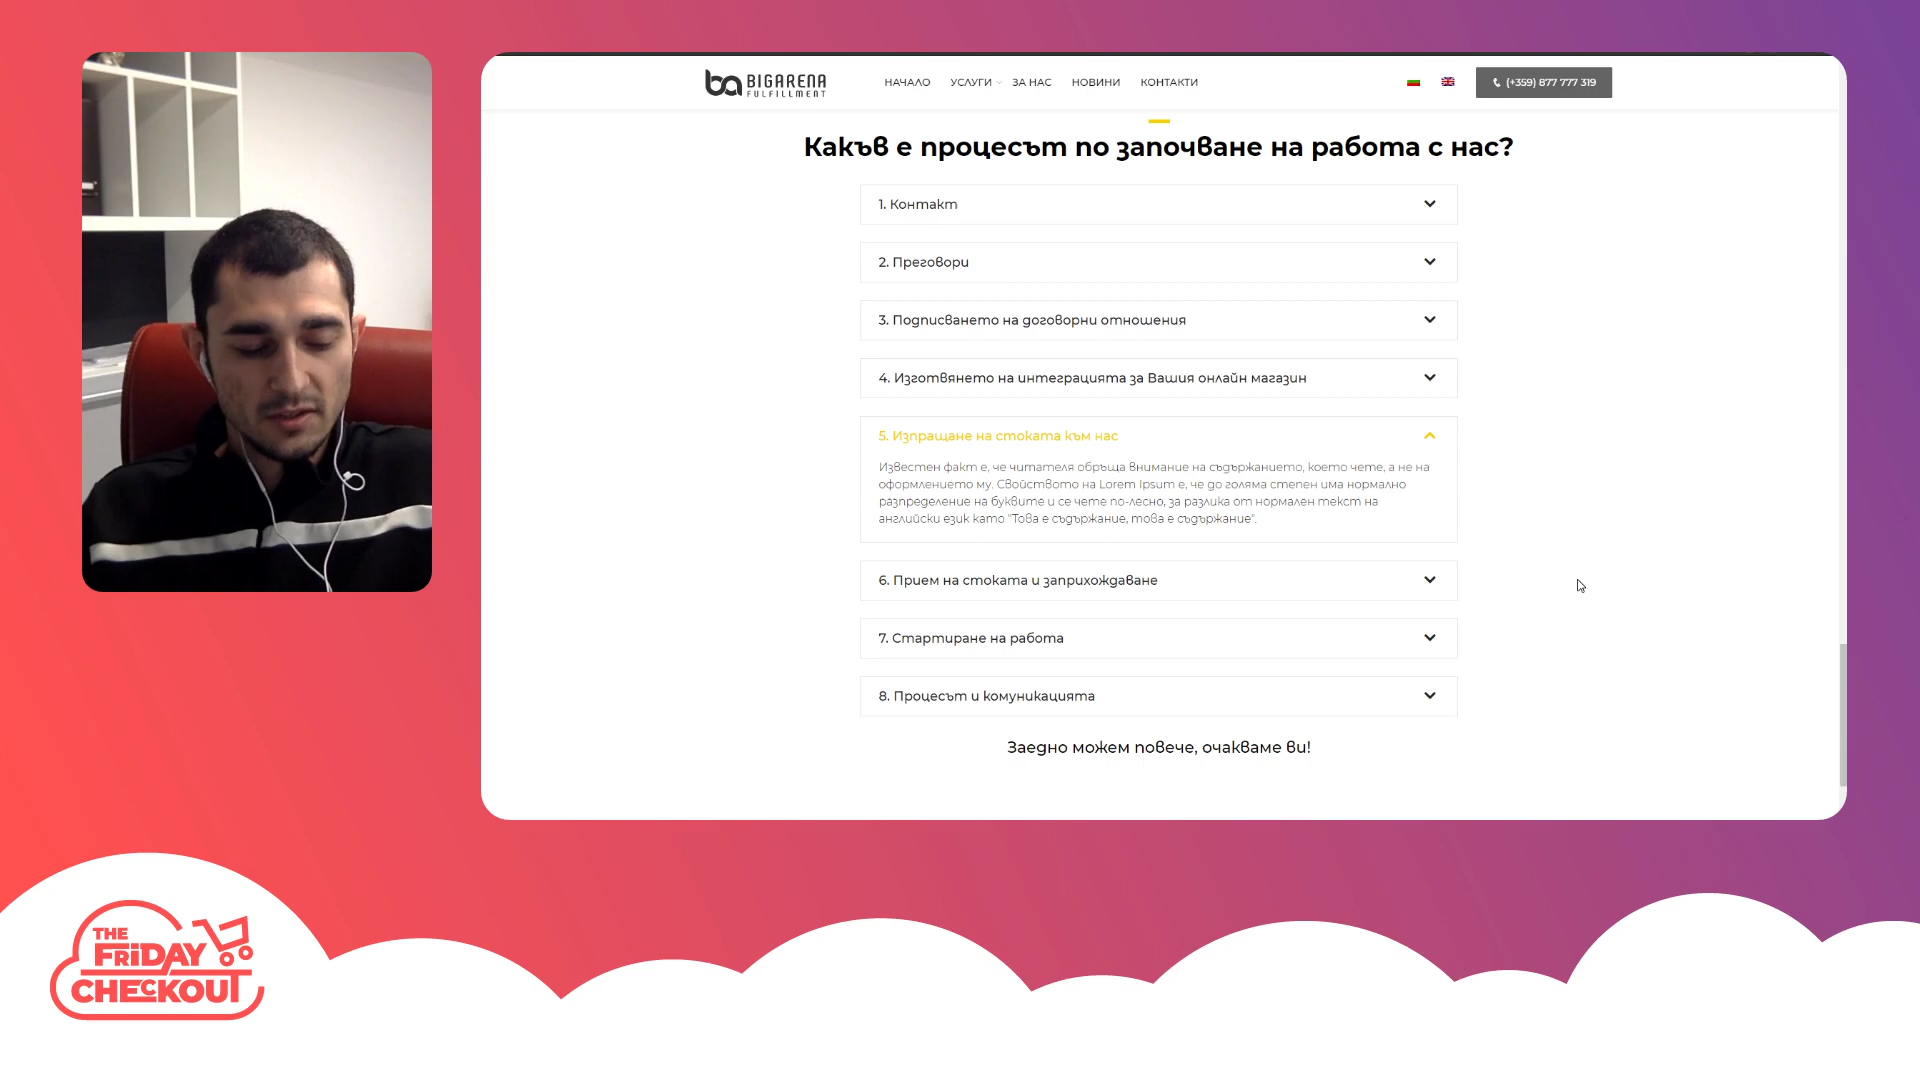 BIGARENA
FULFILLMENT
НАЧАЛО УСЛУГИ ЗА НАС НОВИНИ КОНТАКТИ
(+359) 877 777 319
Какъв е процесът по започване на работа с нас?
1. Контакт
2. Преговори
3. Подписването на договорни отношения
4. Изготвянето на интеграцията за Вашия онлайн магазин
5. Изпращане на стоката към нас
Известен факт е, че читателя обръща внимание на съдържанието, което чете, а не на
оформлението му. Свойството на Lorem Ipsum е, че до голяма степен има нормално
разпределение на буквите и се чете по-лесно, за разлика от нормален текст на
английски език като "Това е съдържание, това е съдържание".
6. Прием на стоката и заприхождаване
7. Стартиране на работа
8. Процесът и комуникацията
Заедно можем повече, очакваме ви!
THE
FRIDAY
CHECKOUT